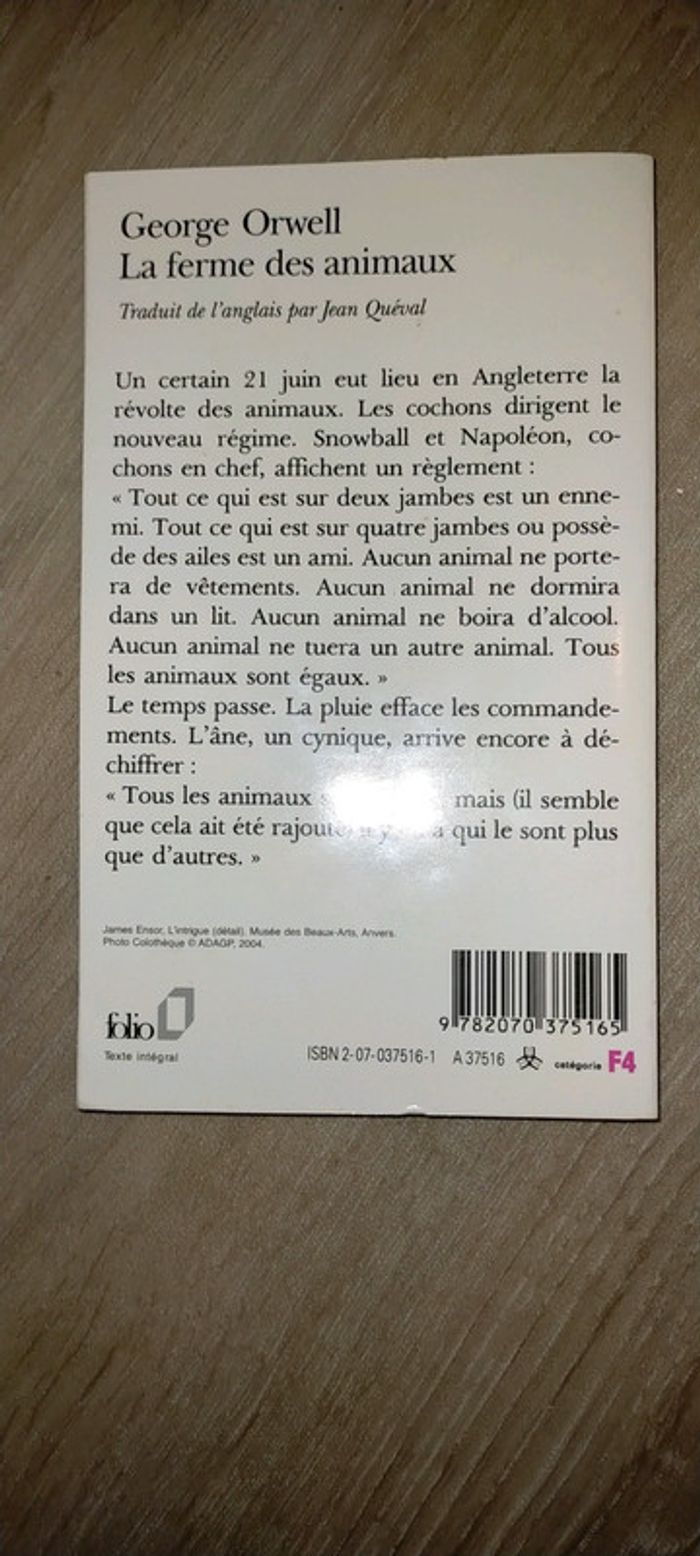 George Orwell
La ferme des animaux
Traduit de l'anglais par Jean Quéval
Un certain 21 juin eut lieu en Angleterre la
révolte des animaux. Les cochons dirigent le
nouveau régime. Snowball et Napoléon, co-
chons en chef, affichent un règlement :
« Tout ce qui est sur deux jambes est un enne-
mi. Tout ce qui est sur quatre jambes ou possè-
de des ailes est un ami. Aucun animal ne porte-
ra de vêtements. Aucun animal ne dormira
dans un lit. Aucun animal ne boira d'alcool.
Aucun animal ne tuera un autre animal. Tous
les animaux sont égaux. »
Le temps passe. La pluie efface les commande-
ments. L'âne, un cynique, arrive encore à dé-
chiffrer :
« Tous les animaux mais (il semble
que cela ait été qui le sont plus
que d'autres. »
James Ensor, L'intrigue (détail). Musée des Beaux-Arts, Anvers.
Photo Colothèque © ADAGP, 2004.
9 782070 375165
folio
Texte intégral
ISBN 2-07-037516-1 A 37516 catégorie F4